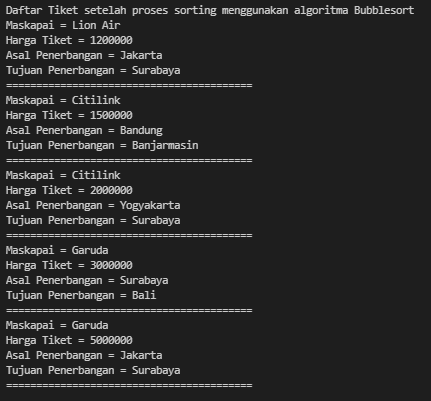 Daftar Tiket setelah proses sorting menggunakan algoritma Bubblesort
Maskapai = Lion Air
Harga Tiket = 1200000
Asal Penerbangan = Jakarta
Tujuan Penerbangan = Surabaya
=========================================
Maskapai = Citilink
Harga Tiket = 1500000
Asal Penerbangan = Bandung
Tujuan Penerbangan = Banjarmasin
=========================================
Maskapai = Citilink
Harga Tiket = 2000000
Asal Penerbangan = Yogyakarta
Tujuan Penerbangan = Surabaya
=========================================
Maskapai = Garuda
Harga Tiket = 3000000
Asal Penerbangan = Surabaya
Tujuan Penerbangan = Bali
=========================================
Maskapai = Garuda
Harga Tiket = 5000000
Asal Penerbangan = Jakarta
Tujuan Penerbangan = Surabaya
=========================================